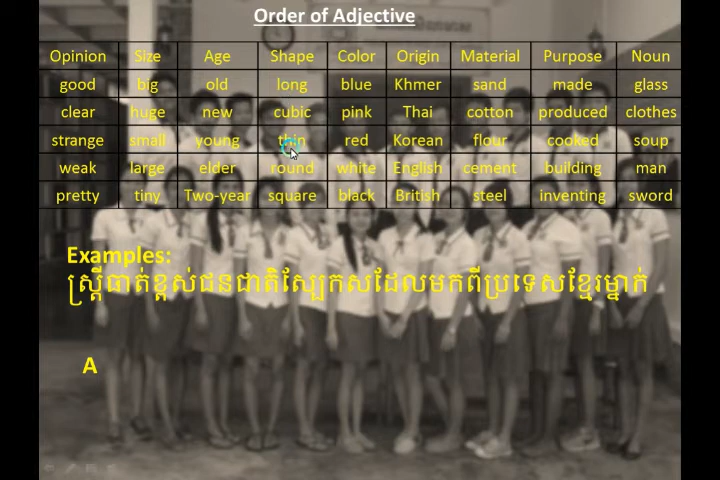 Order of Adjective
Opinion Size Age Shape Color Origin Material Purpose Noun
good big old long blue Khmer sand made glass
clear huge new cubic pink Thai cotton produced clothes
strange small young thin red Korean flour cooked soup
weak large elder round white English cement building man
pretty tiny Two-year square black British steel inventing sword
Examples:
ស្ត្រីធាត់ខ្ពស់ជនជាតិស្បែកសដែលមកពីប្រទេសខ្មែរម្នាក់
A